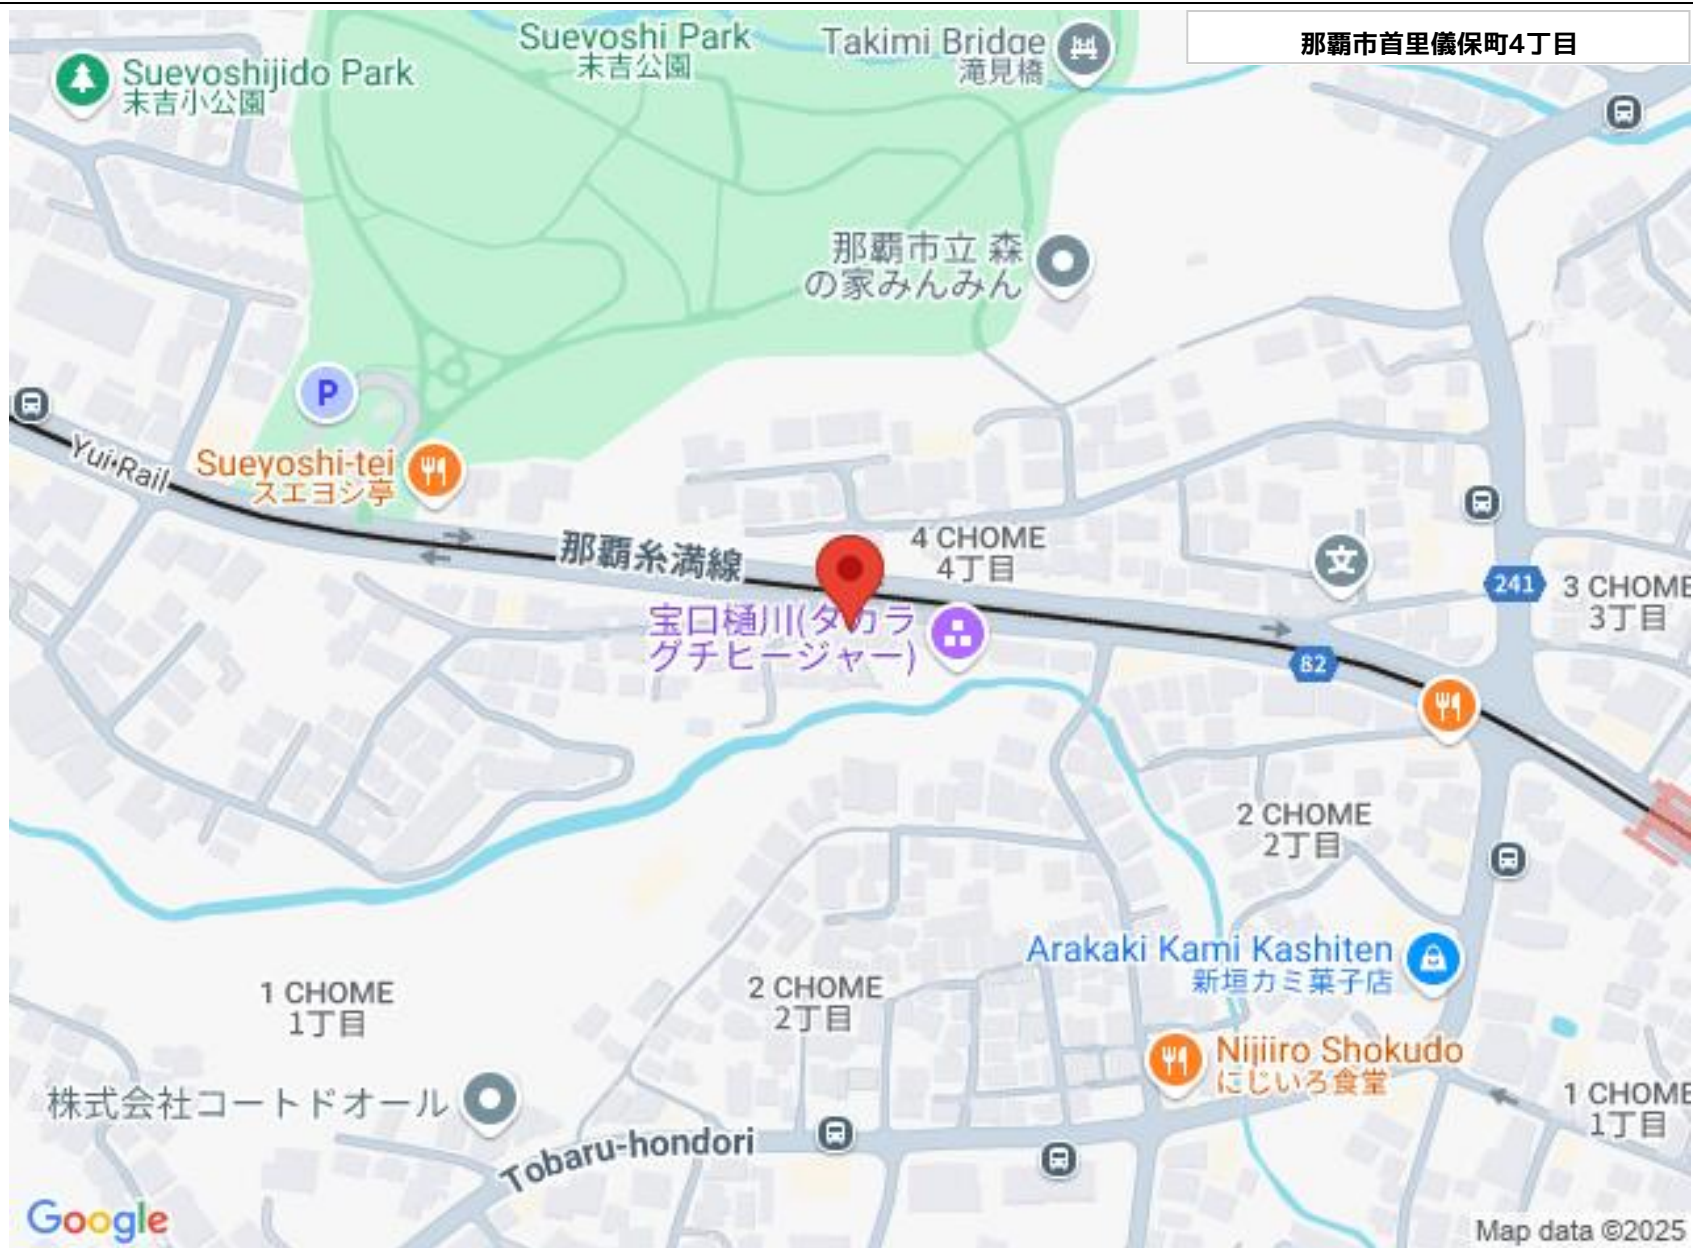 那覇市首里儀保町4丁目
Suevoshi Park
末吉公園
Takimi Bridge
滝見橋
Suevoshijido Park
末吉小公園
那覇市立 森
の家みんみん
P
Yui•Rail
Suevoshi-tei
スエヨシ亭
那覇糸満線
4 CHOME
4丁目
文
241
3 CHOME
3丁目
宝口樋川(タカラ
グチヒージャー)
82
2 CHOME
2丁目
Arakaki Kami Kashiten
新垣カミ菓子店
1 CHOME
1丁目
2 CHOME
2丁目
Nijiiro Shokudo
にじいろ食堂
株式会社コートドオール
1 CHOME
1丁目
Tobaru-hondori
Google
Map data ©2025